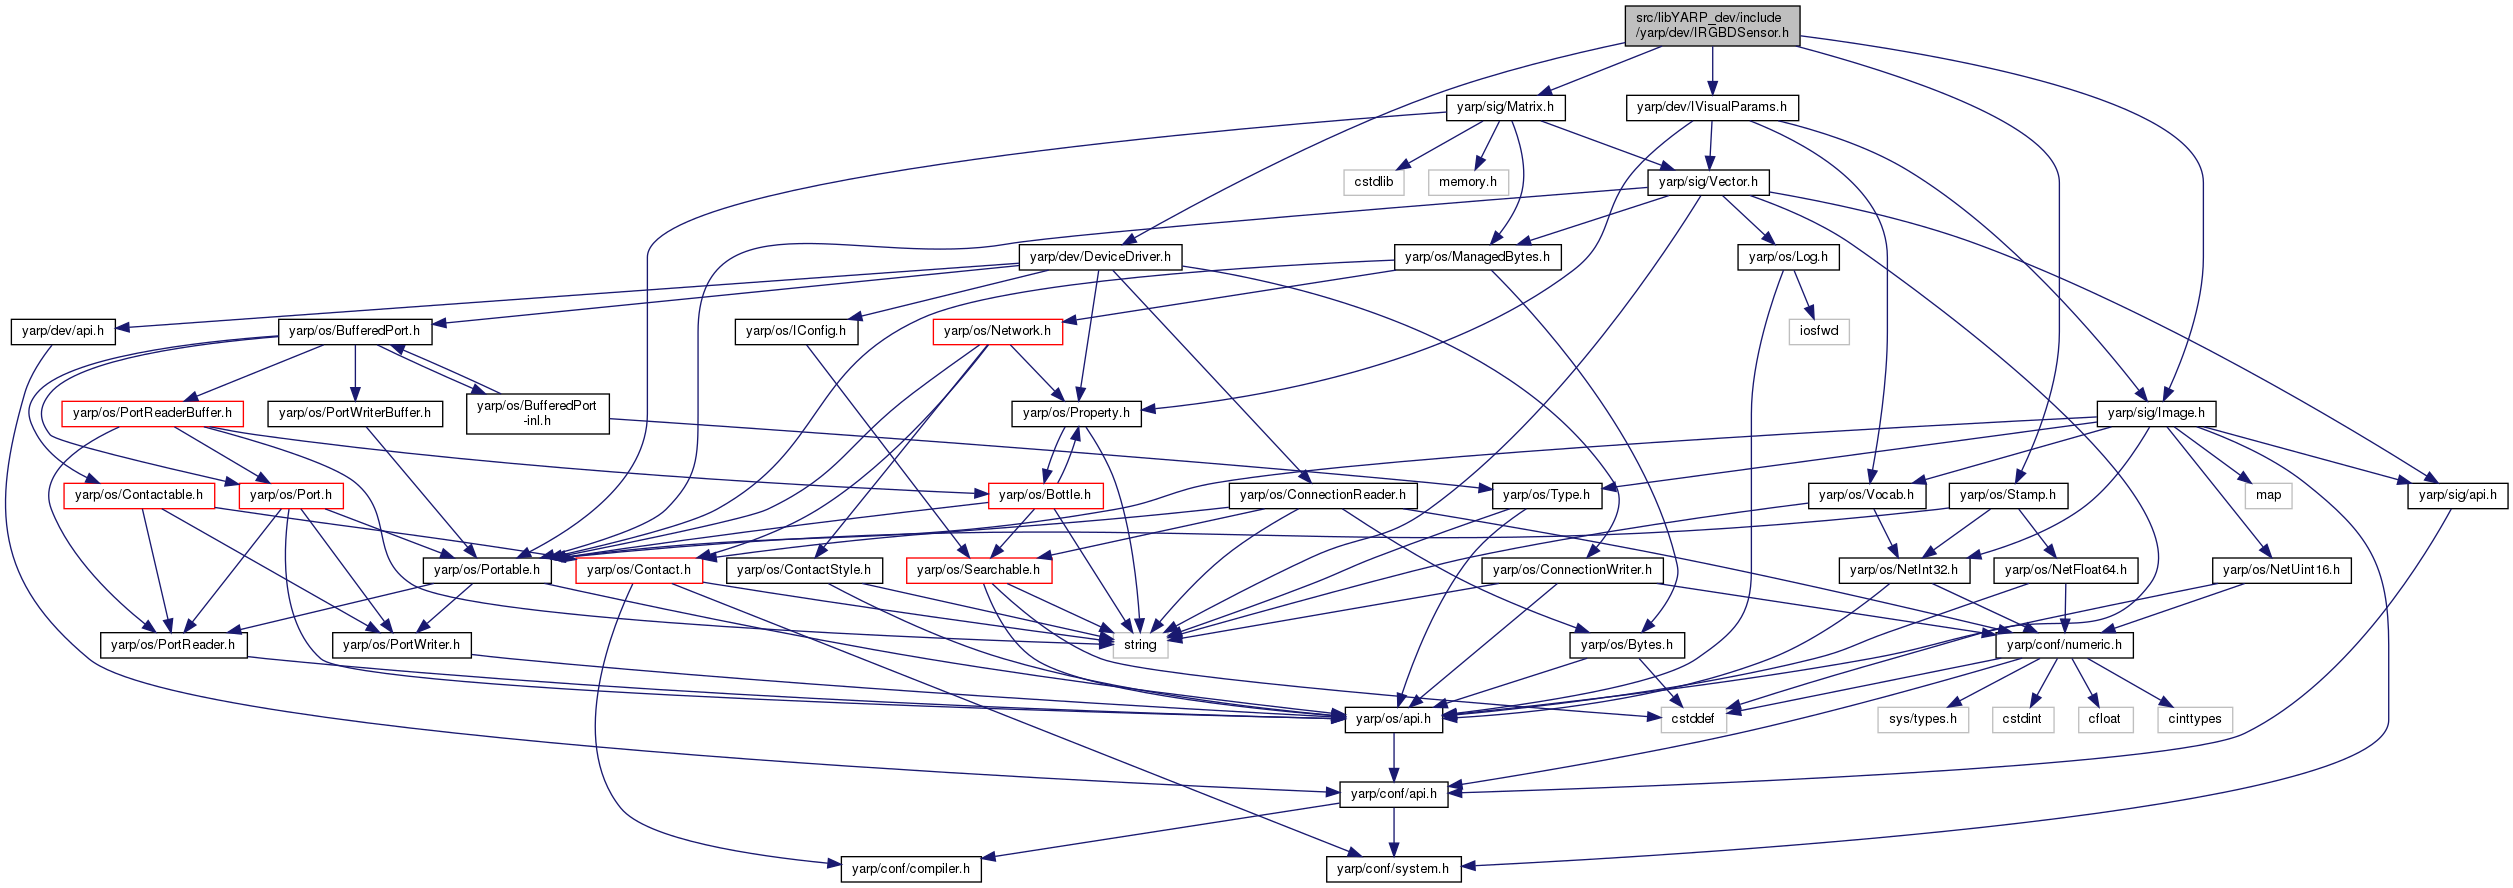 src/libYARP_dev/include
/yarp/dev/IRGBDSensor.h
yarp/sig/Matrix.h
yarp/dev/IVisualParams.h
cstdlib
memory.h
yarp/sig/Vector.h
yarp/dev/DeviceDriver.h
yarp/os/ManagedBytes.h
yarp/os/Log.h
yarp/dev/api.h
yarp/os/BufferedPort.h
yarp/os/IConfig.h
yarp/os/Network.h
iosfwd
yarp/os/PortReaderBuffer.h
yarp/os/PortWriterBuffer.h
yarp/os/BufferedPort
-inl.h
yarp/os/Property.h
yarp/sig/Image.h
yarp/os/Contactable.h
yarp/os/Port.h
yarp/os/Bottle.h
yarp/os/ConnectionReader.h
yarp/os/Type.h
yarp/os/Vocab.h
yarp/os/Stamp.h
map
yarp/sig/api.h
yarp/os/Portable.h
yarp/os/Contact.h
yarp/os/ContactStyle.h
yarp/os/Searchable.h
yarp/os/ConnectionWriter.h
yarp/os/NetInt32.h
yarp/os/NetFloat64.h
yarp/os/NetUint16.h
yarp/os/PortReader.h
yarp/os/PortWriter.h
string
yarp/os/Bytes.h
yarp/conf/numeric.h
yarp/os/api.h
cstddef
sys/types.h
cstdint
cfloat
cinttypes
yarp/conf/api.h
yarp/conf/compiler.h
yarp/conf/system.h